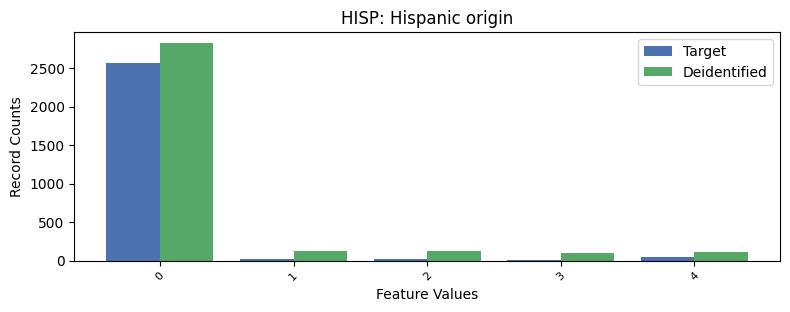 HISP: Hispanic origin
Target
Deidentified
Record Counts
2500
2000
1500
1000
500
0
0
1
2
3
4
Feature Values